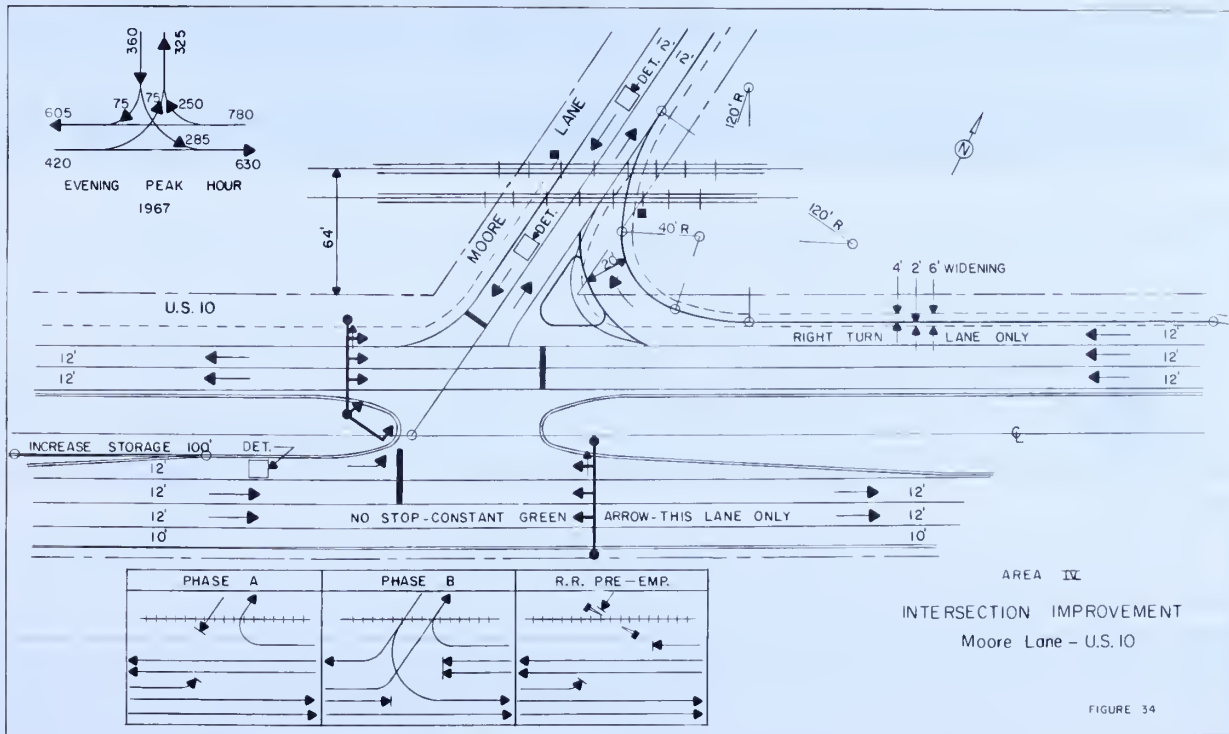 360
325
75
75
250
605
780
285
420
630
EVENING PEAK HOUR
1967
64'
MOORE LANE
12'
12'
DET.
DET.
120' R
N
120' R
40' R
20'
4' 2' 6' WIDENING
U.S. 10
RIGHT TURN LANE ONLY
12'
12'
12'
12'
12'
℄
INCREASE STORAGE 100' DET.
12'
12'
12'
12'
12'
NO STOP-CONSTANT GREEN ARROW-THIS LANE ONLY
10'
10'
PHASE A
PHASE B
R.R. PRE-EMP.
AREA IV
INTERSECTION IMPROVEMENT
Moore Lane - U.S. 10
FIGURE 34